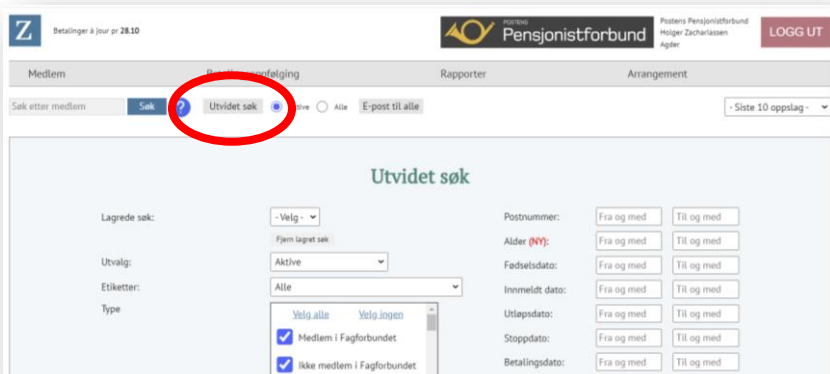 Z
Betalinger à jour pr 28.10
POSTENS
Pensjonistforbund
Postens Pensjonistforbund
Holger Zachariassen
Agder
LOGG UT
Medlem
Rapporter
Arrangement
Søk etter medlem
Søk
?
Utvidet søk
Alle
E-post til alle
- Siste 10 oppslag -
Utvidet søk
Lagrede søk:
- Velg -
Fjern lagret søk
Utvalg:
Aktive
Etiketter:
Alle
Type
Velg alle
Velg ingen
Medlem i Fagforbundet
Ikke medlem i Fagforbundet
Postnummer:
Fra og med
Til og med
Alder (NY):
Fra og med
Til og med
Fødselsdato:
Fra og med
Til og med
Innmeldt dato:
Fra og med
Til og med
Utløpsdato:
Fra og med
Til og med
Stoppdato:
Fra og med
Til og med
Betalingsdato:
Fra og med
Til og med